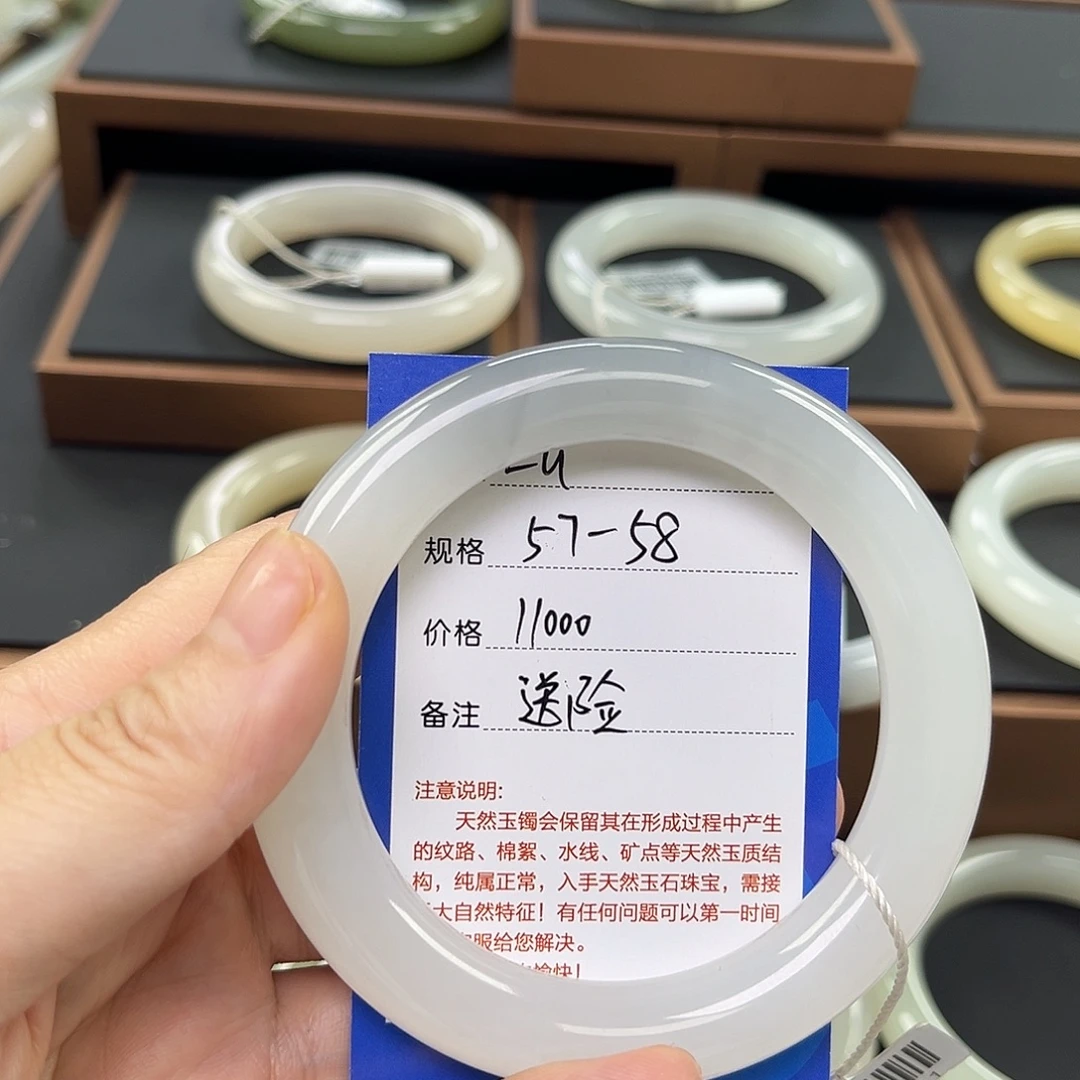 规格 57-58
价格 11000
备注 送险
注意说明:
天然玉镯会保留其在形成过程中产生
的纹路、棉絮、水线、矿点等天然玉质结
构，纯属正常，入手天然玉石珠宝，需接
大自然特征！有任何问题可以第一时间
服给您解决。
愉快！